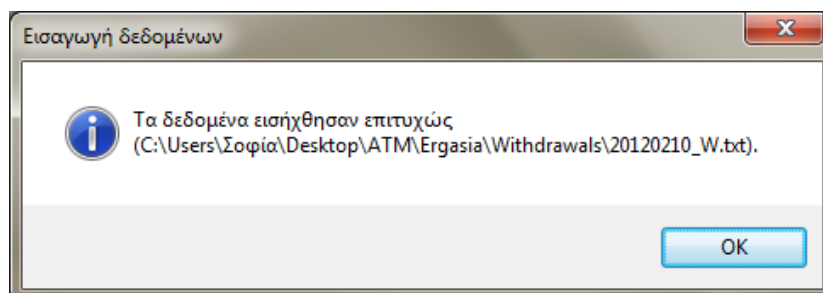 Εισαγωγή δεδομένων
Τα δεδομένα εισήχθησαν επιτυχώς
(C:\Users\Σοφία\Desktop\ATM\Ergasia\Withdrawals\20120210_W.txt).
OK